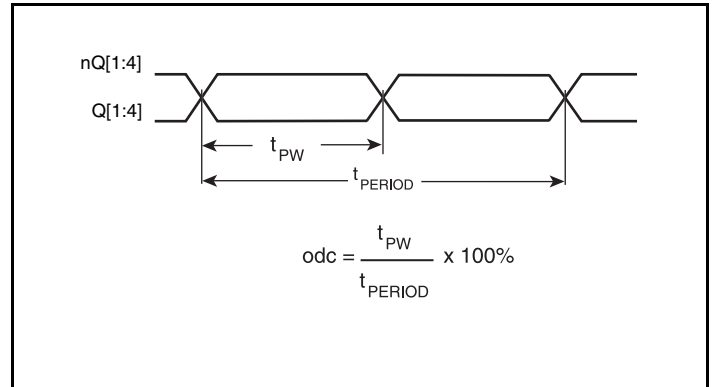 nQ[1:4]
Q[1:4]
tPW
tPERIOD
odc = tPW / tPERIOD x 100%